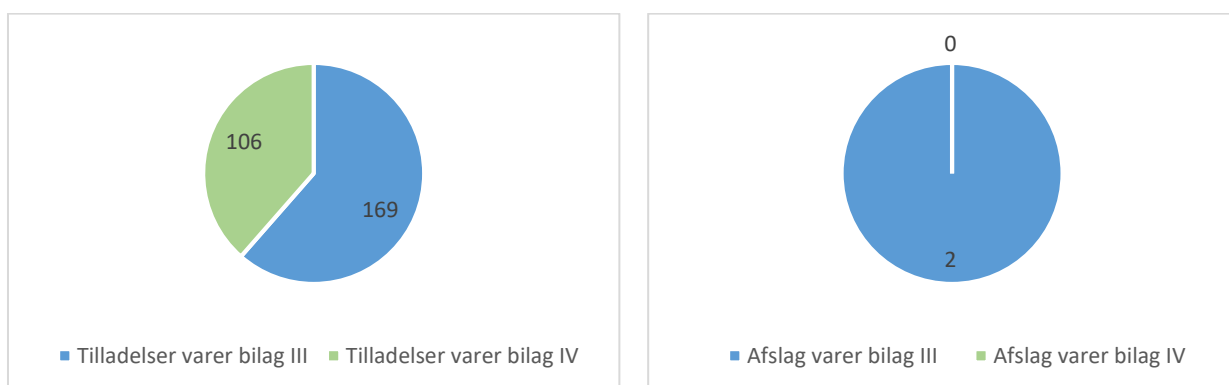 106
169
Tilladelser varer bilag III
Tilladelser varer bilag IV
0
2
Afslag varer bilag III
Afslag varer bilag IV